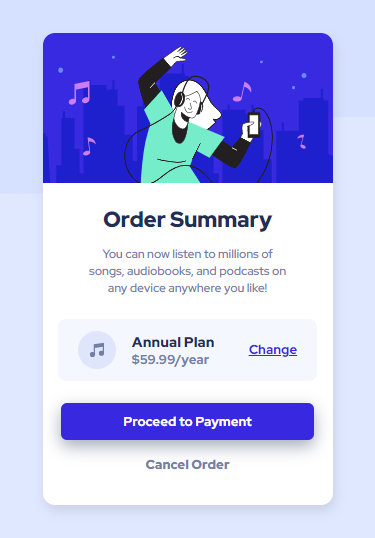 Order Summary
You can now listen to millions of
songs, audiobooks, and podcasts on
any device anywhere you like!
Annual Plan
$59.99/year
Change
Proceed to Payment
Cancel Order